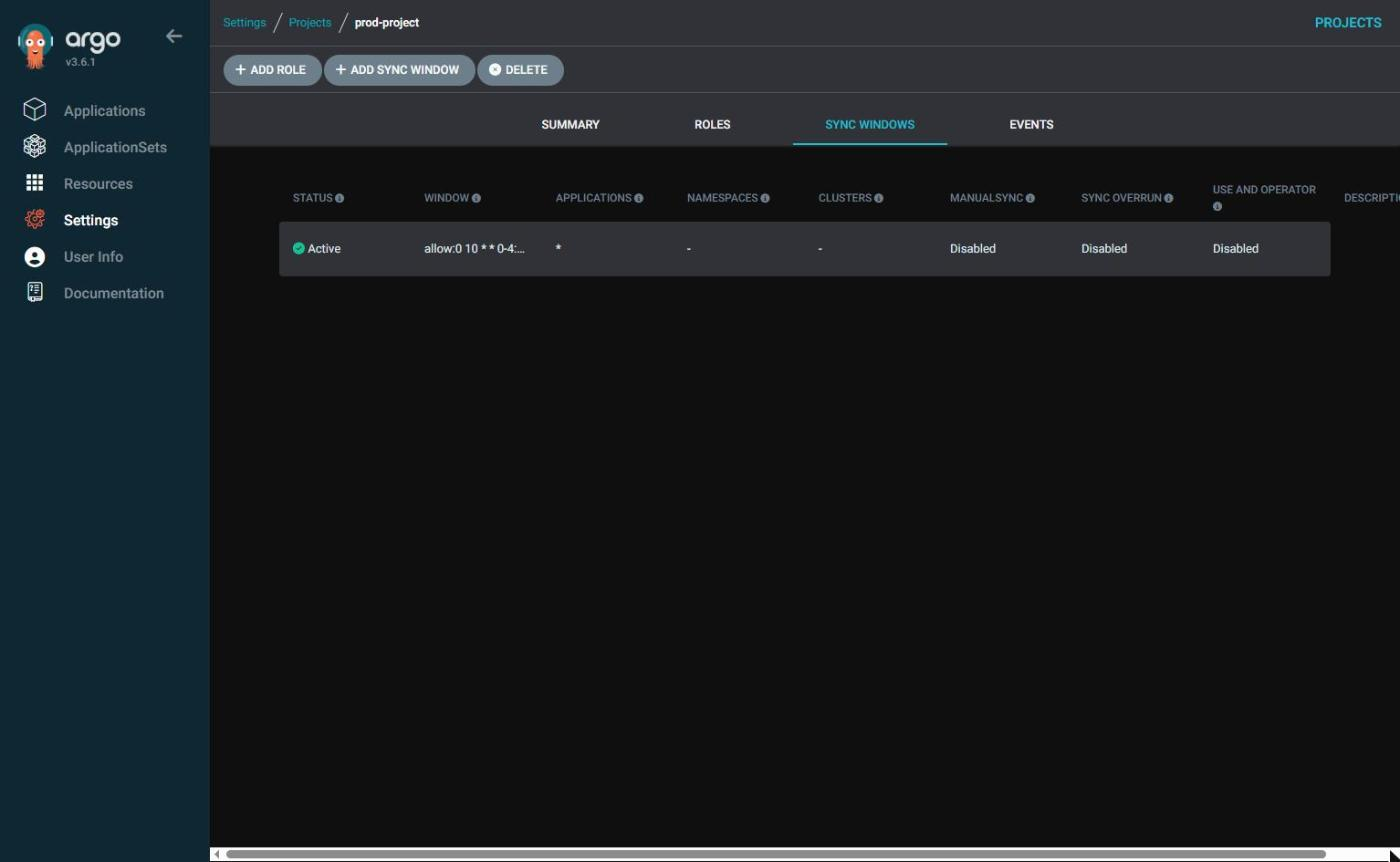 argo
v3.6.1
Applications
ApplicationSets
Resources
Settings
User Info
Documentation
Settings / Projects / prod-project
PROJECTS
+ ADD ROLE + ADD SYNC WINDOW DELETE
SUMMARY ROLES SYNC WINDOWS EVENTS
STATUS WINDOW APPLICATIONS NAMESPACES CLUSTERS MANUALSYNC SYNC OVERRUN USE AND OPERATOR DESCRIPTI
Active allow:0 10 * * 0-4:... * - - Disabled Disabled Disabled